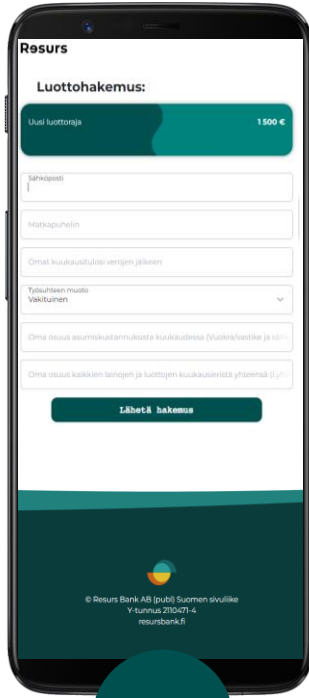 Resurs
Luottohakemus:
Uusi luottoraja 1 500 €
Sähköposti
Matkapuhelin
Omat kuukausitulosi verojen jälkeen
Työsuhteen muoto
Vakituinen
Oma osuus asumiskustannuksista kuukaudessa (Vuokra/vastike ja
Oma osuus kaikkien lainojen ja luottojen kuukausieristä yhteensä
Lähetä hakemus
© Resurs Bank AB (publ) Suomen sivuliike
Y-tunnus 2110471-4
resursbank.fi